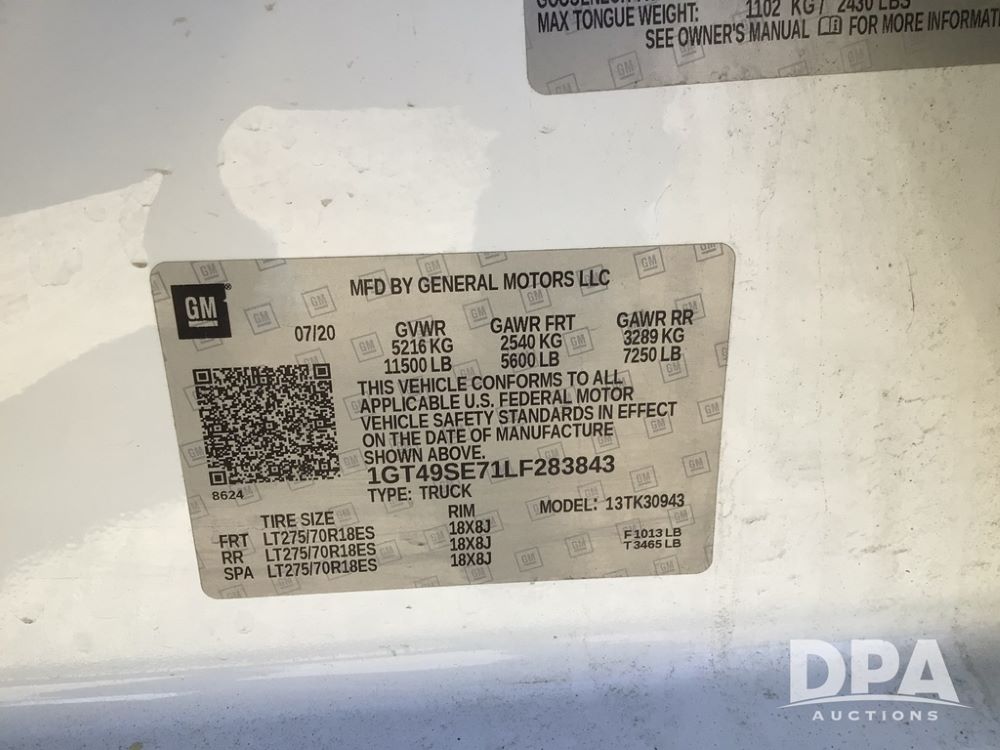 MAX TONGUE WEIGHT: 1102 KG / 2430 LBS
SEE OWNER'S MANUAL FOR MORE INFORMAT
GM
MFD BY GENERAL MOTORS LLC
07/20
GVWR GAWR FRT GAWR RR
5216 KG 2540 KG 3289 KG
11500 LB 5600 LB 7250 LB
THIS VEHICLE CONFORMS TO ALL
APPLICABLE U.S. FEDERAL MOTOR
VEHICLE SAFETY STANDARDS IN EFFECT
ON THE DATE OF MANUFACTURE
SHOWN ABOVE.
8624
1GT49SE71LF283843
TYPE: TRUCK
MODEL: 13TK30943
TIRE SIZE RIM
FRT LT275/70R18ES 18X8J F 1013 LB
RR LT275/70R18ES 18X8J T 3465 LB
SPA LT275/70R18ES 18X8J
DPA
AUCTIONS